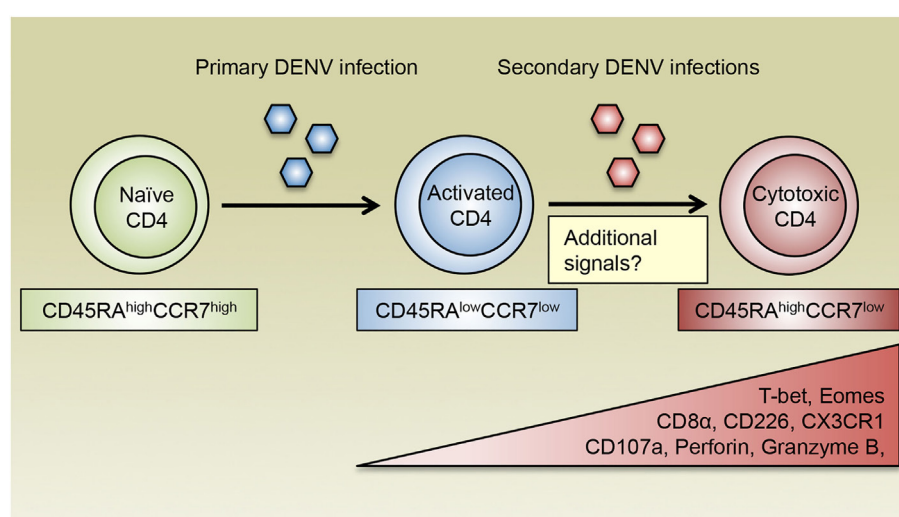 Primary DENV infection
Secondary DENV infections
Naïve
CD4
Activated
CD4
Cytotoxic
CD4
Additional
signals?
CD45RAhighCCR7high
CD45RAlowCCR7low
CD45RAhighCCR7low
T-bet, Eomes
CD8α, CD226, CX3CR1
CD107a, Perforin, Granzyme B,